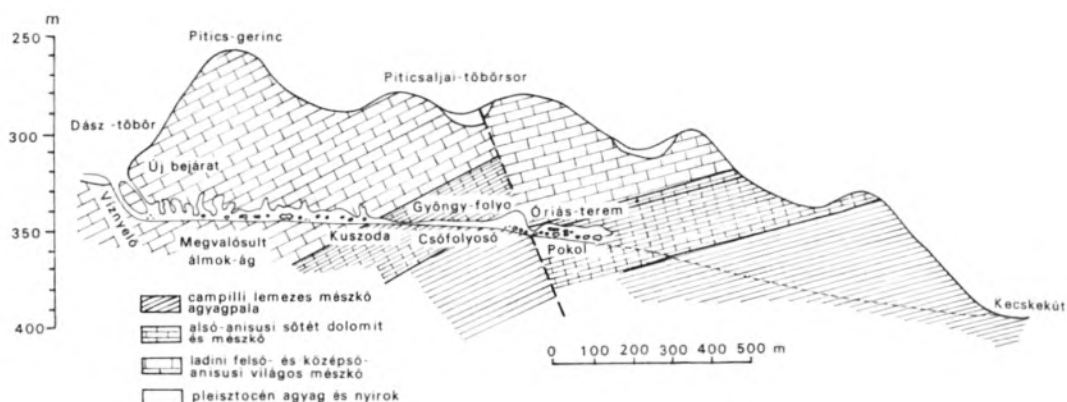 m
250
300
350
400
Pitics-gerinc
Piticsaljai-töbörsor
Dász-töbör
Új bejárat
Víznyelő
Gyöngy-folyo
Óriás-terem
Megvalósult
álmok-ág
Kuszoda
Csőfolyosó
Pokol
Kecskekút
campilli lemezes mészkő
agyagpala
alsó-anisusi sötét dolomit
és mészkő
ladini felső- és középső-
anisusi világos mészkő
pleisztocén agyag és nyirok
0 100 200 300 400 500 m